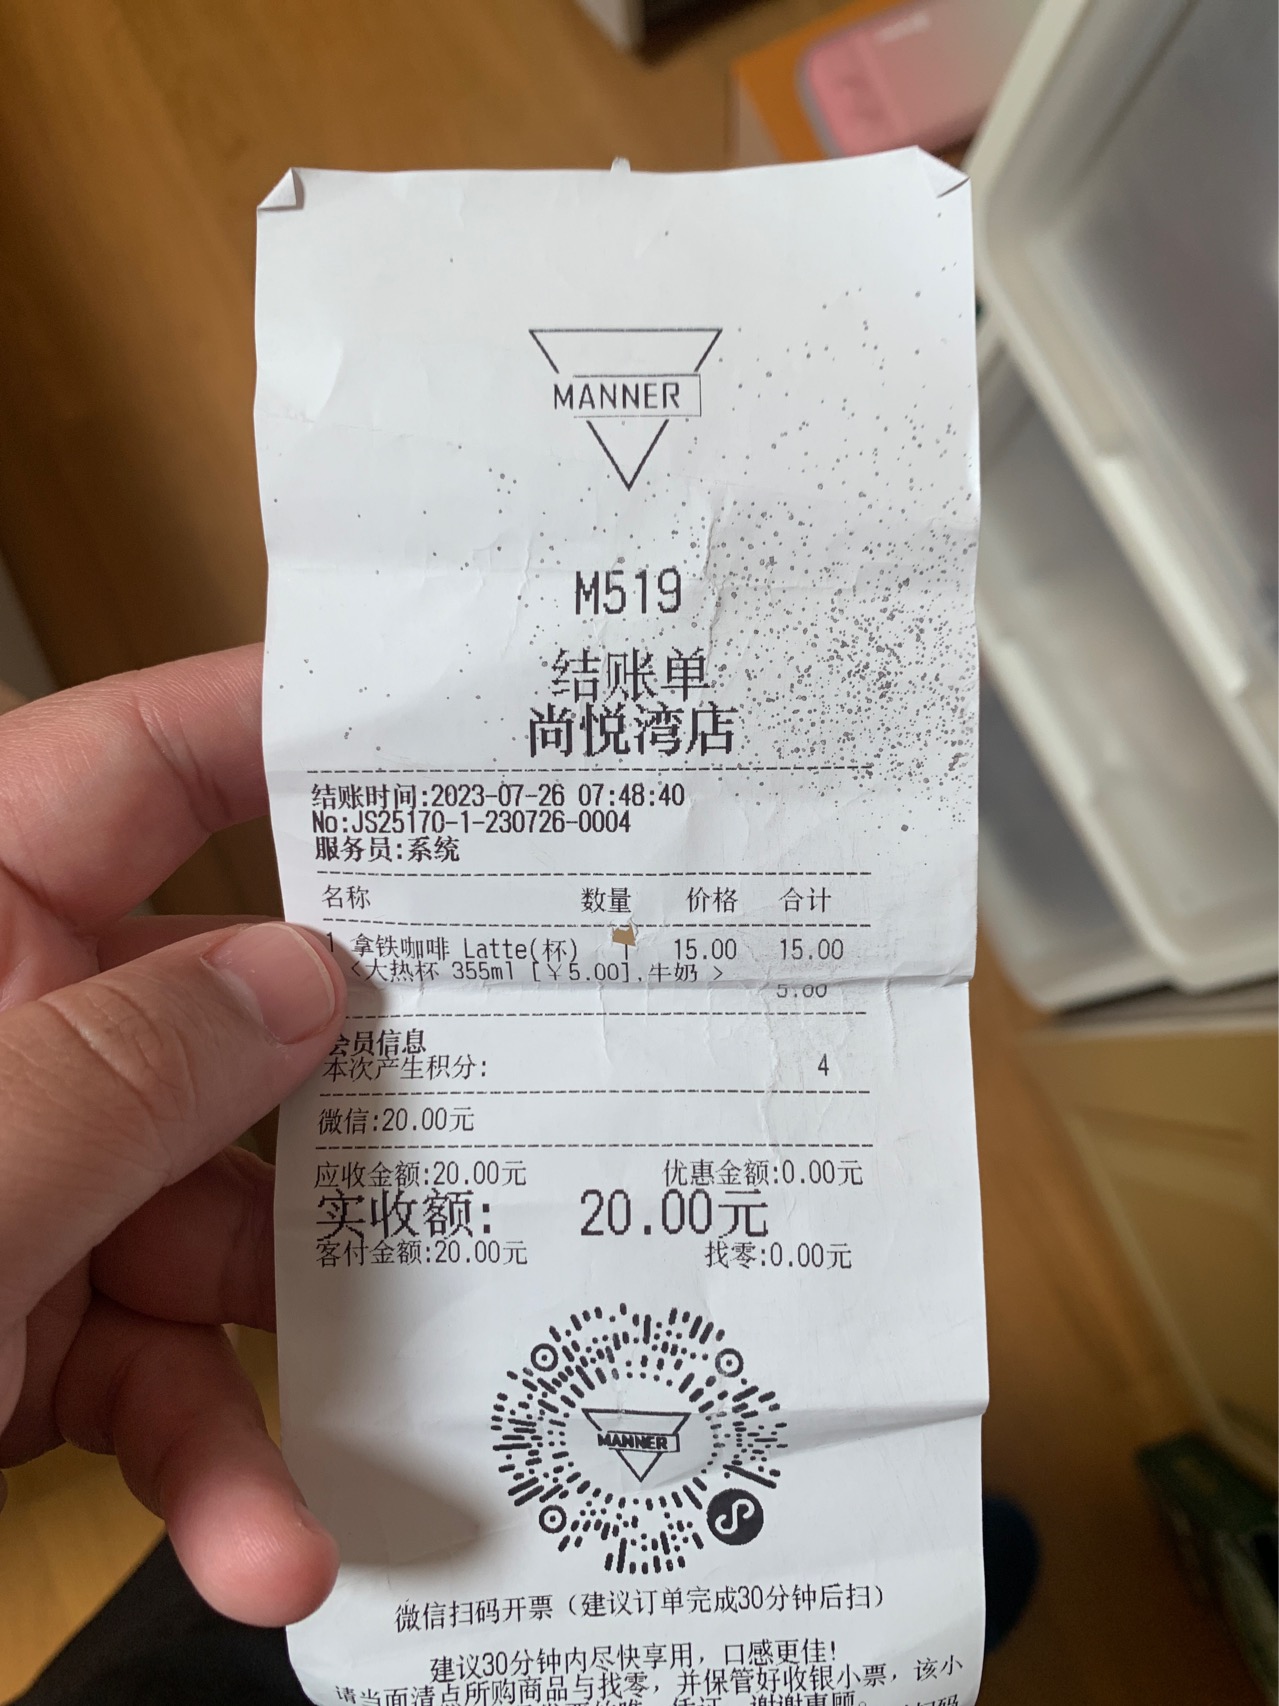 MANNER
M519
结账单
尚悦湾店
结账时间:2023-07-26 07:48:40
No:JS25170-1-230726-0004
服务员:系统
名称 数量 价格 合计
1 拿铁咖啡 Latte(杯) 1 15.00 15.00
<大热杯 355ml [￥5.00],牛奶 >
5.00
会员信息
本次产生积分: 4
微信:20.00元
应收金额:20.00元 优惠金额:0.00元
实收额: 20.00元
客付金额:20.00元 找零:0.00元
MANNER
微信扫码开票（建议订单完成30分钟后扫）
建议30分钟内尽快享用，口感更佳!
请当面清点所购商品与找零，并保管好收银小票，该小
凭证，谢谢惠顾。